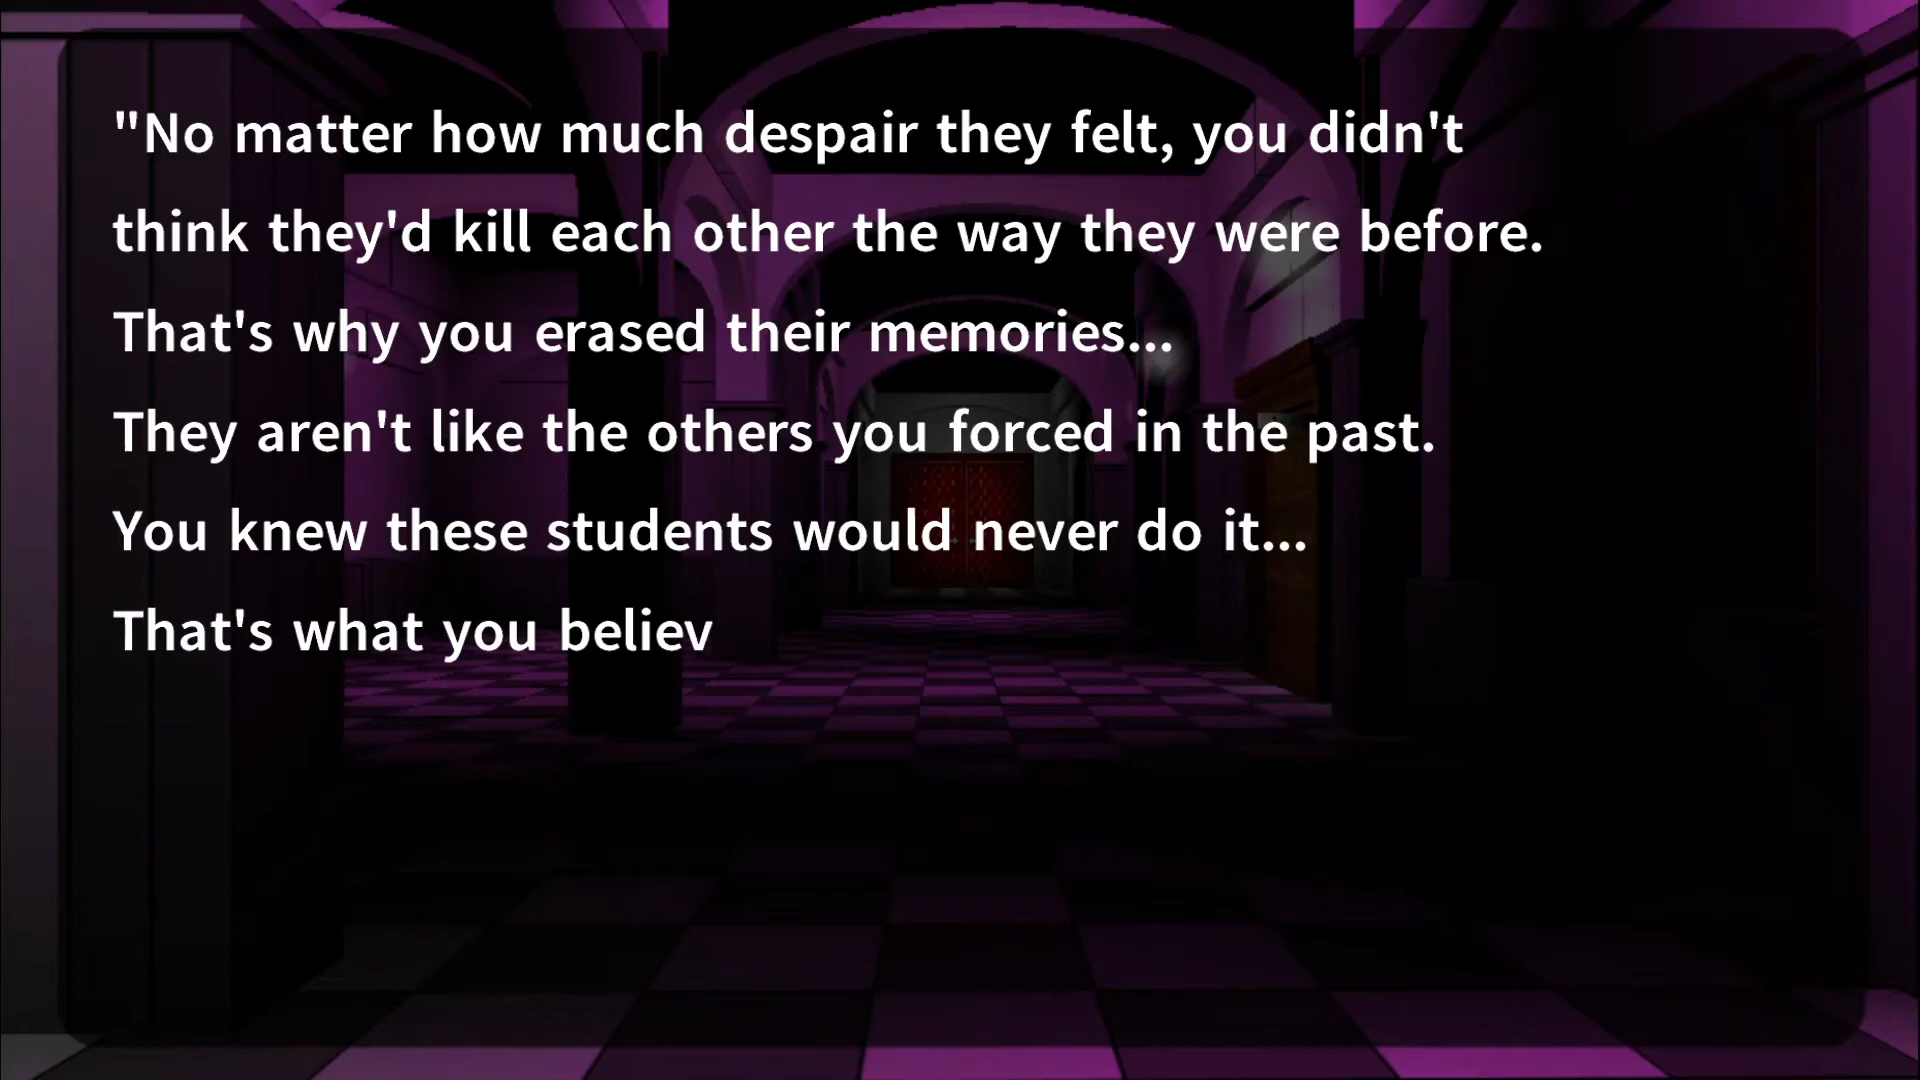 "No matter how much despair they felt, you didn't
think they'd kill each other the way they were before.
That's why you erased their memories...
They aren't like the others you forced in the past.
You knew these students would never do it...
That's what you believ